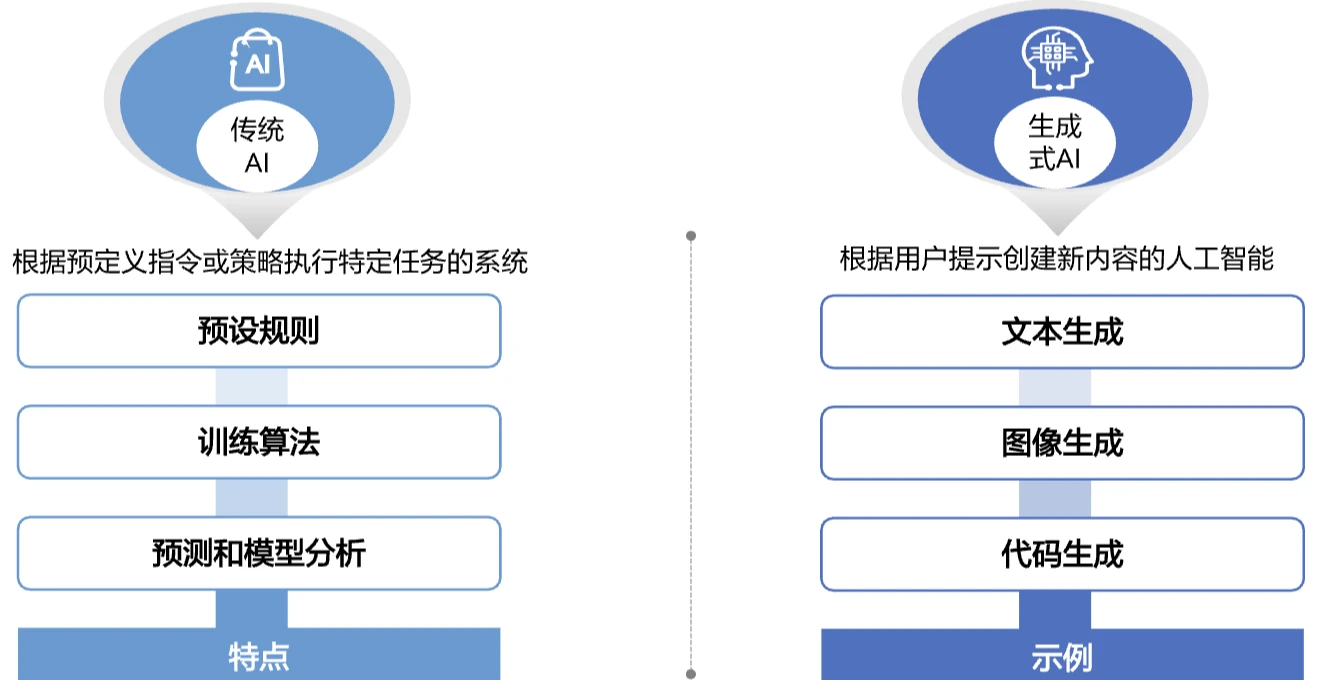 AI
传统
AI
根据预定义指令或策略执行特定任务的系统
预设规则
训练算法
预测和模型分析
特点
生成
式AI
根据用户提示创建新内容的人工智能
文本生成
图像生成
代码生成
示例